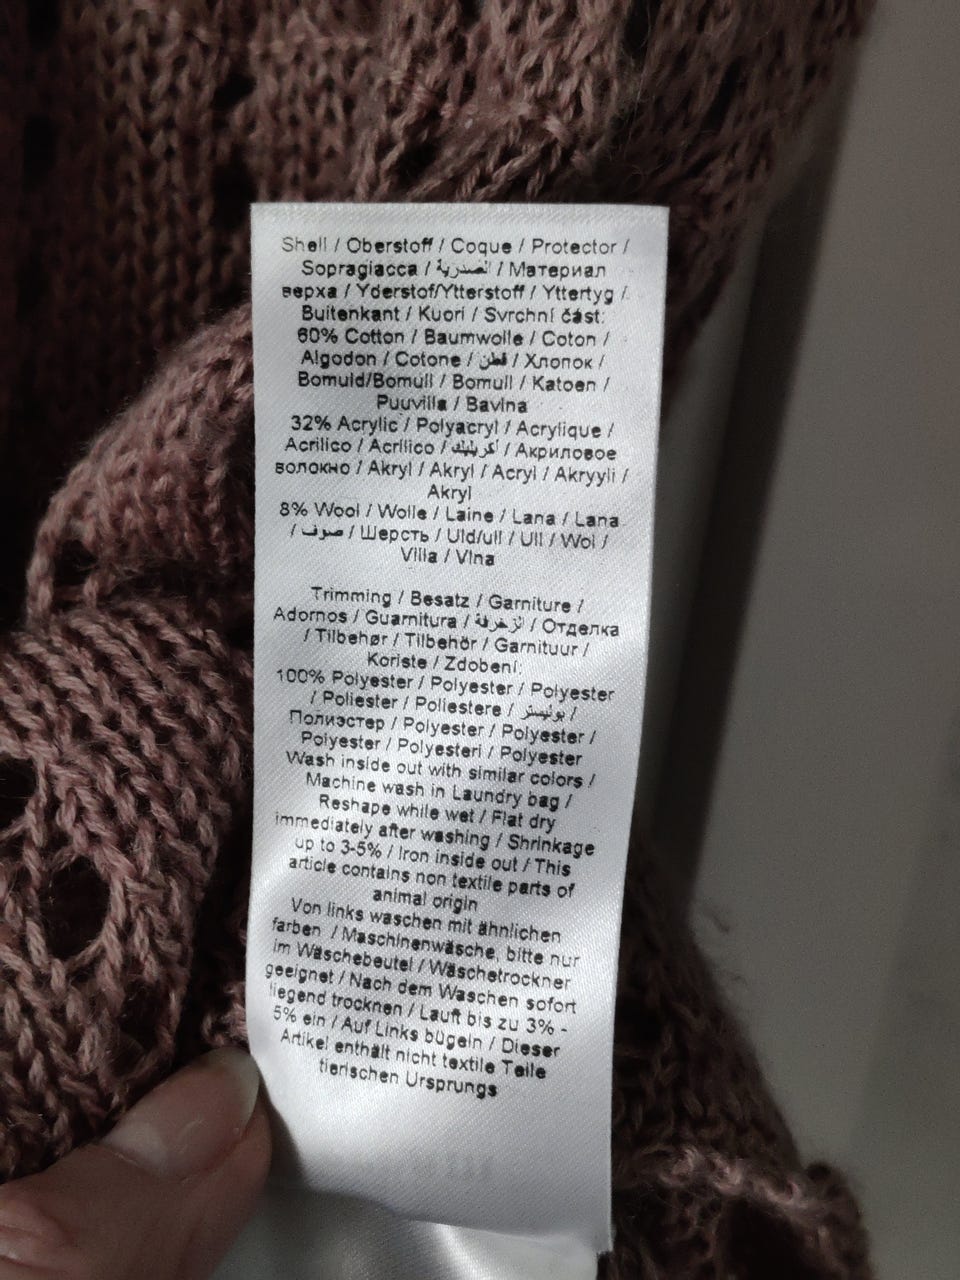 Shell / Oberstoff / Coque / Protector /
Sopragiacca / الصدرية / Материал
верха / Yderstof/Ytterstoff / Yttertyg /
Buitenkant / Kuori / Svrchní část:
60% Cotton / Baumwolle / Coton /
Algodon / Cotone / قطن / Хлопок /
Bomuld/Bomull / Bomull / Katoen /
Puuvilla / Bavlna
32% Acrylic / Polyacryl / Acrylique /
Acrilico / Acrilico / أكريليك / Акриловое
волокно / Akryl / Akryl / Acryl / Akryyli /
Akryl
8% Wool / Wolle / Laine / Lana / Lana
/ صوف / Шерсть / Uld/ull / Ull / Wol /
Villa / Vlna
Trimming / Besatz / Garniture /
Adornos / Guarnitura / الزخرفة / Отделка
/ Tilbehør / Tilbehör / Garnituur /
Koriste / Zdobení:
100% Polyester / Polyester / Polyester
/ Poliester / Poliestere / بوليستر /
Полиэстер / Polyester / Polyester /
Polyester / Polyesteri / Polyester
Wash inside out with similar colors /
Machine wash in Laundry bag /
Reshape while wet / Flat dry
immediately after washing / Shrinkage
up to 3-5% / Iron inside out / This
article contains non textile parts of
animal origin
Von links waschen mit ähnlichen
farben / Maschinenwäsche, bitte nur
im Wäschebeutel / Wäschetrockner
geeignet / Nach dem Waschen sofort
liegend trocknen / Lauft bis zu 3% -
5% ein / Auf Links bügeln / Dieser
Artikel enthält nicht textile Teile
tierischen Ursprungs